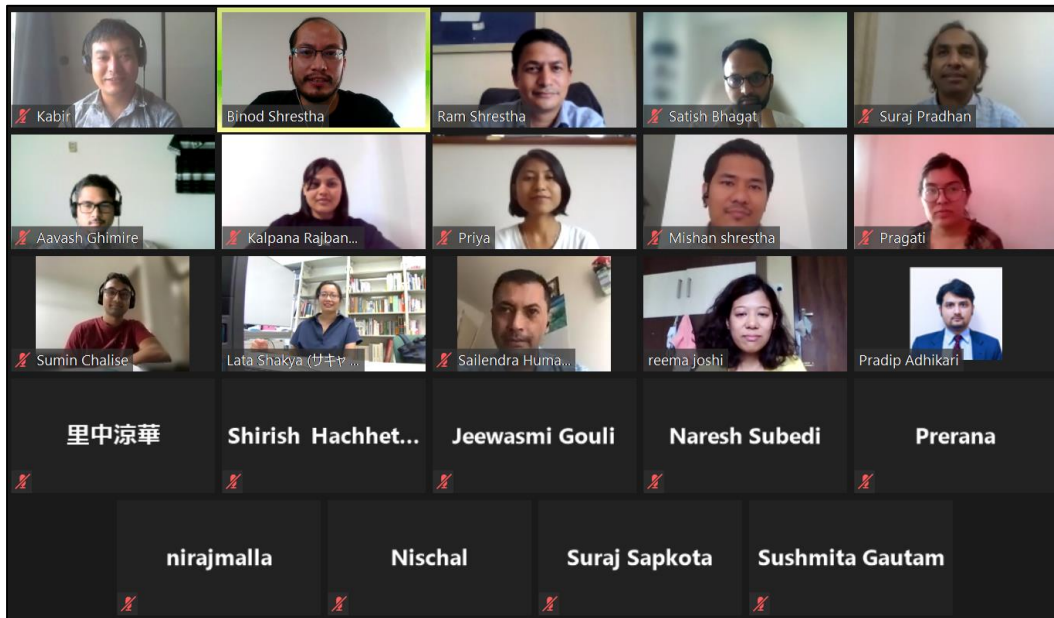 Kabir
Binod Shrestha
Ram Shrestha
Satish Bhagat
Suraj Pradhan
Aavash Ghimire
Kalpana Rajban...
Priya
Mishan shrestha
Pragati
Sumin Chalise
Lata Shakya (サキャ ...
Sailendra Huma...
reema joshi
Pradip Adhikari
里中涼華
Shirish Hachhet...
Jeewasmi Gouli
Naresh Subedi
Prerana
nirajmalla
Nischal
Suraj Sapkota
Sushmita Gautam